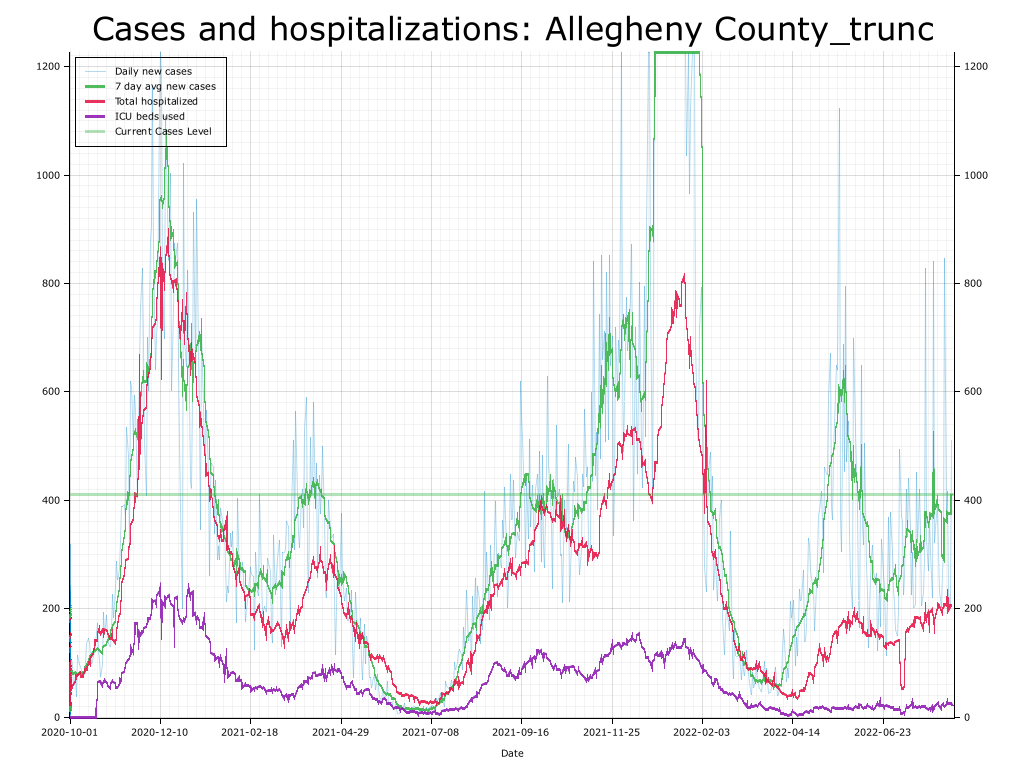 Cases and hospitalizations: Allegheny County_trunc
Daily new cases
7 day avg new cases
Total hospitalized
ICU beds used
Current Cases Level
1200 1200
1000 1000
800 800
600 600
400 400
200 200
0 0
2020-10-01 2020-12-10 2021-02-18 2021-04-29 2021-07-08 2021-09-16 2021-11-25 2022-02-03 2022-04-14 2022-06-23
Date